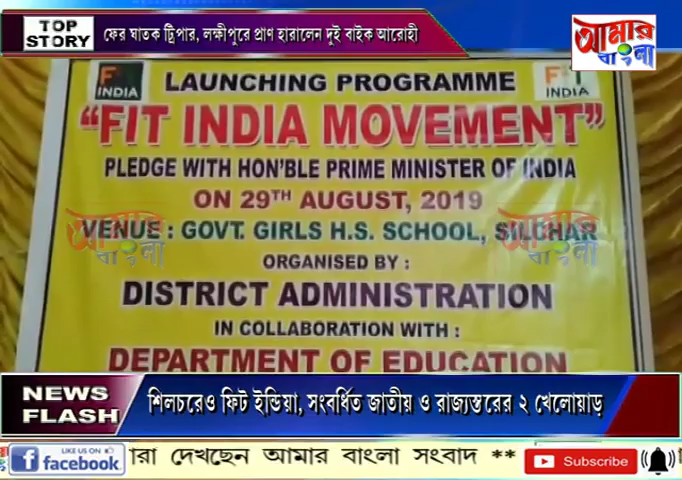 TOP STORY
ফের ঘাতক ট্রিপার, লক্ষীপুরে প্রাণ হারালেন দুই বাইক আরোহী
আমার
বাংলা
INDIA
LAUNCHING PROGRAMME
INDIA
"FIT INDIA MOVEMENT"
PLEDGE WITH HON'BLE PRIME MINISTER OF INDIA
ON 29TH AUGUST, 2019
আমার
বাংলা
VENUE : GOVT. GIRLS H.S. SCHOOL, SILCHAR
আমার
বাংলা
ORGANISED BY :
DISTRICT ADMINISTRATION
IN COLLABORATION WITH :
DEPARTMENT OF EDUCATION
NEWS FLASH
শিলচরেও ফিট ইন্ডিয়া, সংবর্ধিত জাতীয় ও রাজ্যস্তরের ২ খেলোয়াড়
LIKE US ON
facebook
রা দেখছেন আমার বাংলা সংবাদ **
Subscribe